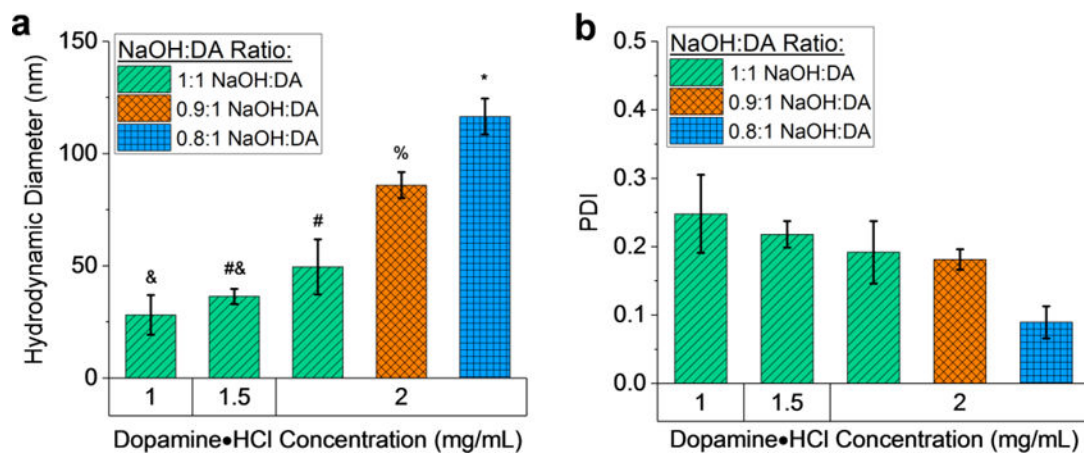 a
150
100
50
0
Hydrodynamic Diameter (nm)
NaOH:DA Ratio:
1:1 NaOH:DA
0.9:1 NaOH:DA
0.8:1 NaOH:DA
&
#&
#
%
*
1
1.5
2
Dopamine•HCl Concentration (mg/mL)
b
0.5
0.4
0.3
0.2
0.1
0.0
PDI
NaOH:DA Ratio:
1:1 NaOH:DA
0.9:1 NaOH:DA
0.8:1 NaOH:DA
1
1.5
2
Dopamine•HCl Concentration (mg/mL)